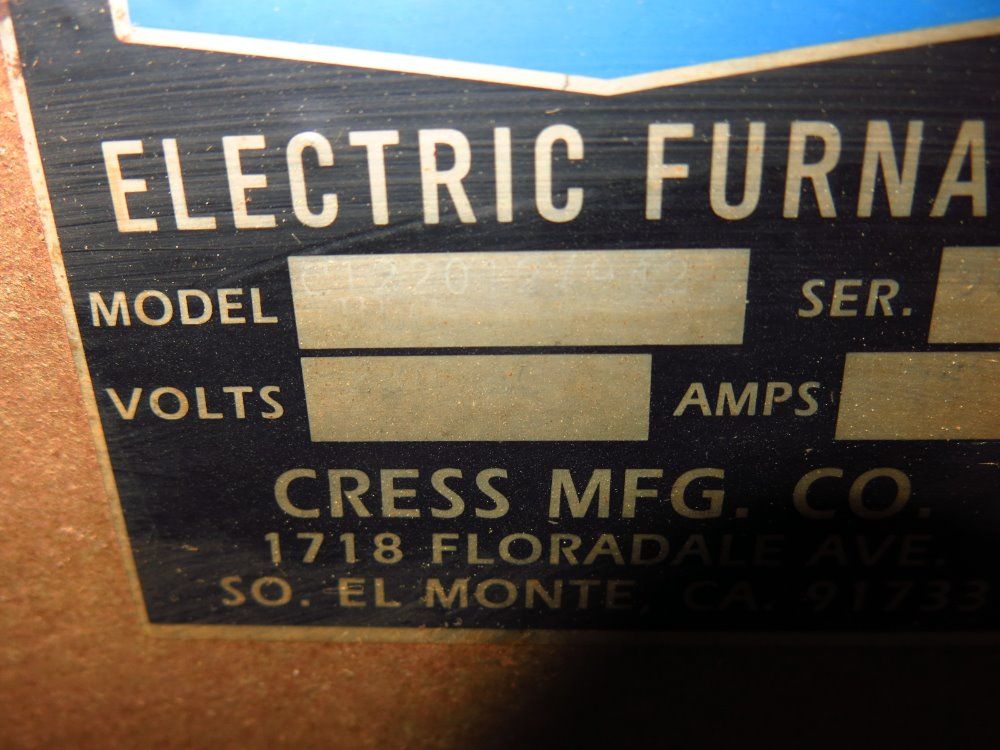 ELECTRIC FURNA
MODEL SER.
VOLTS AMPS
CRESS MFG. CO.
1718 FLORADALE AVE.
SO. EL MONTE, CA. 91733